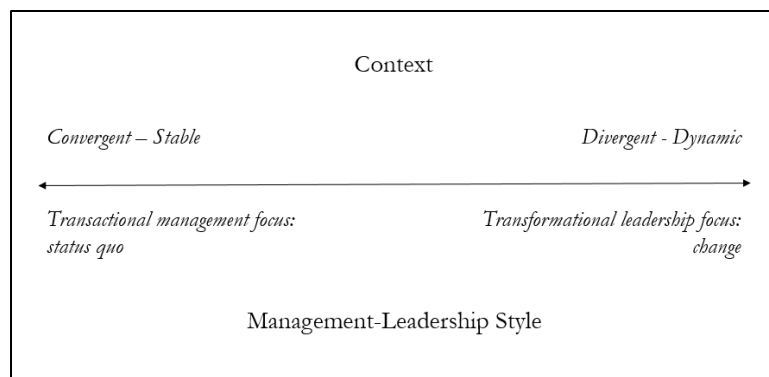 Context
Convergent – Stable
Divergent - Dynamic
Transactional management focus:
status quo
Transformational leadership focus:
change
Management-Leadership Style